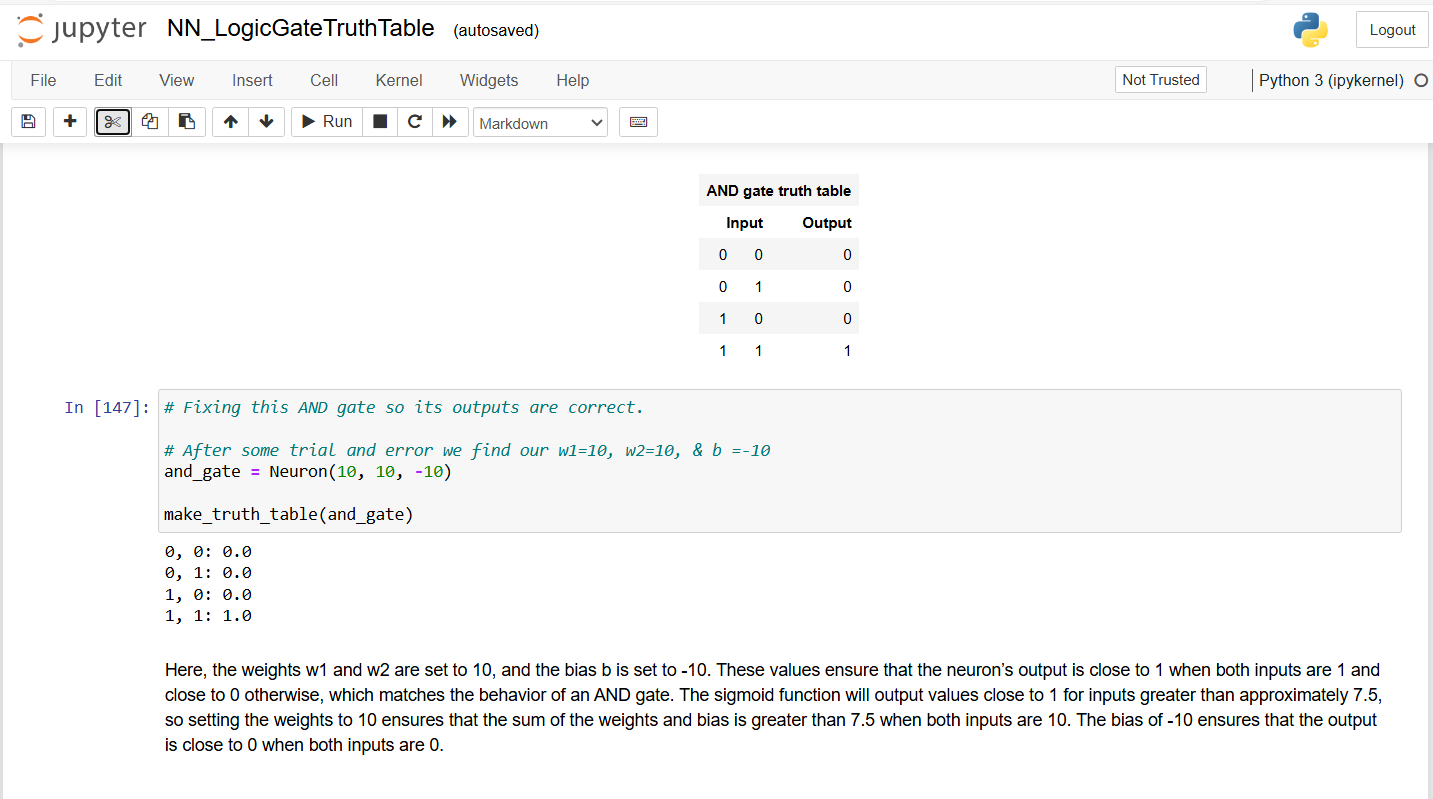 jupyter NN_LogicGateTruthTable (autosaved) Logout
File Edit View Insert Cell Kernel Widgets Help Not Trusted Python 3 (ipykernel)
Run Markdown
AND gate truth table
Input Output
0 0 0
0 1 0
1 0 0
1 1 1
In [147]: # Fixing this AND gate so its outputs are correct.
# After some trial and error we find our w1=10, w2=10, & b =-10
and_gate = Neuron(10, 10, -10)
make_truth_table(and_gate)
0, 0: 0.0
0, 1: 0.0
1, 0: 0.0
1, 1: 1.0
Here, the weights w1 and w2 are set to 10, and the bias b is set to -10. These values ensure that the neuron’s output is close to 1 when both inputs are 1 and
close to 0 otherwise, which matches the behavior of an AND gate. The sigmoid function will output values close to 1 for inputs greater than approximately 7.5,
so setting the weights to 10 ensures that the sum of the weights and bias is greater than 7.5 when both inputs are 10. The bias of -10 ensures that the output
is close to 0 when both inputs are 0.